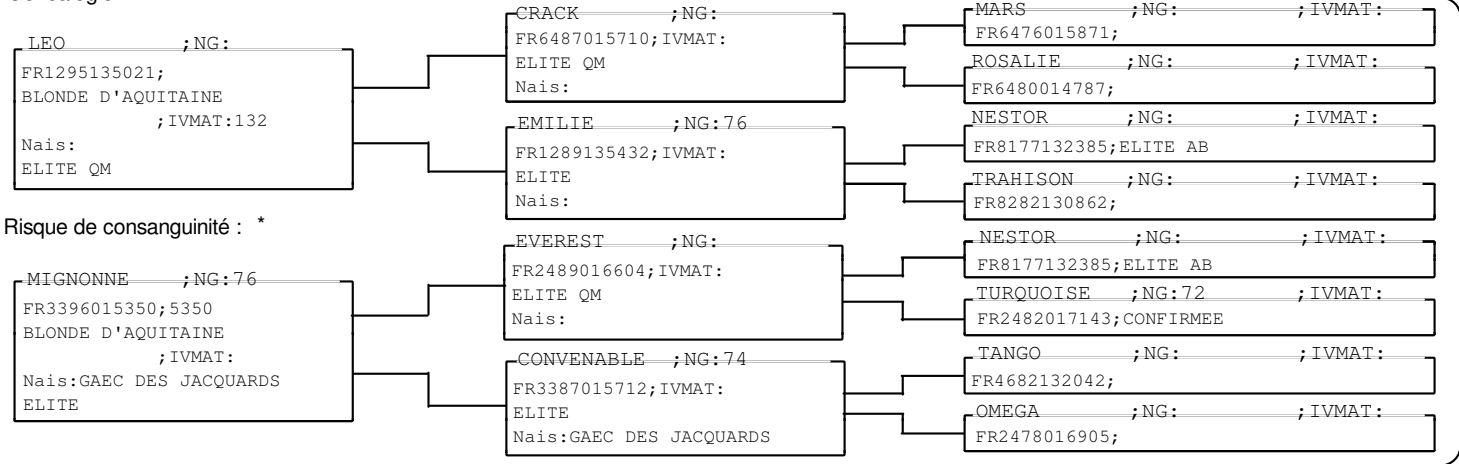 LEO ;NG:
FR1295135021;
BLONDE D'AQUITAINE
;IVMAT:132
Nais:
ELITE QM
CRACK ;NG:
FR6487015710;IVMAT:
ELITE QM
Nais:
EMILIE ;NG:76
FR1289135432;IVMAT:
ELITE
Nais:
MARS ;NG: ;IVMAT:
FR6476015871;
ROSALIE ;NG: ;IVMAT:
FR6480014787;
NESTOR ;NG: ;IVMAT:
FR8177132385;ELITE AB
TRAHISON ;NG: ;IVMAT:
FR8282130862;
Risque de consanguinité : *
MIGNONNE ;NG:76
FR3396015350;5350
BLONDE D'AQUITAINE
;IVMAT:
Nais:GAEC DES JACQUARDS
ELITE
EVEREST ;NG:
FR2489016604;IVMAT:
ELITE QM
Nais:
CONVENABLE ;NG:74
FR3387015712;IVMAT:
ELITE
Nais:GAEC DES JACQUARDS
NESTOR ;NG: ;IVMAT:
FR8177132385;ELITE AB
TURQUOISE ;NG:72 ;IVMAT:
FR2482017143;CONFIRMEE
TANGO ;NG: ;IVMAT:
FR4682132042;
OMEGA ;NG: ;IVMAT:
FR2478016905;